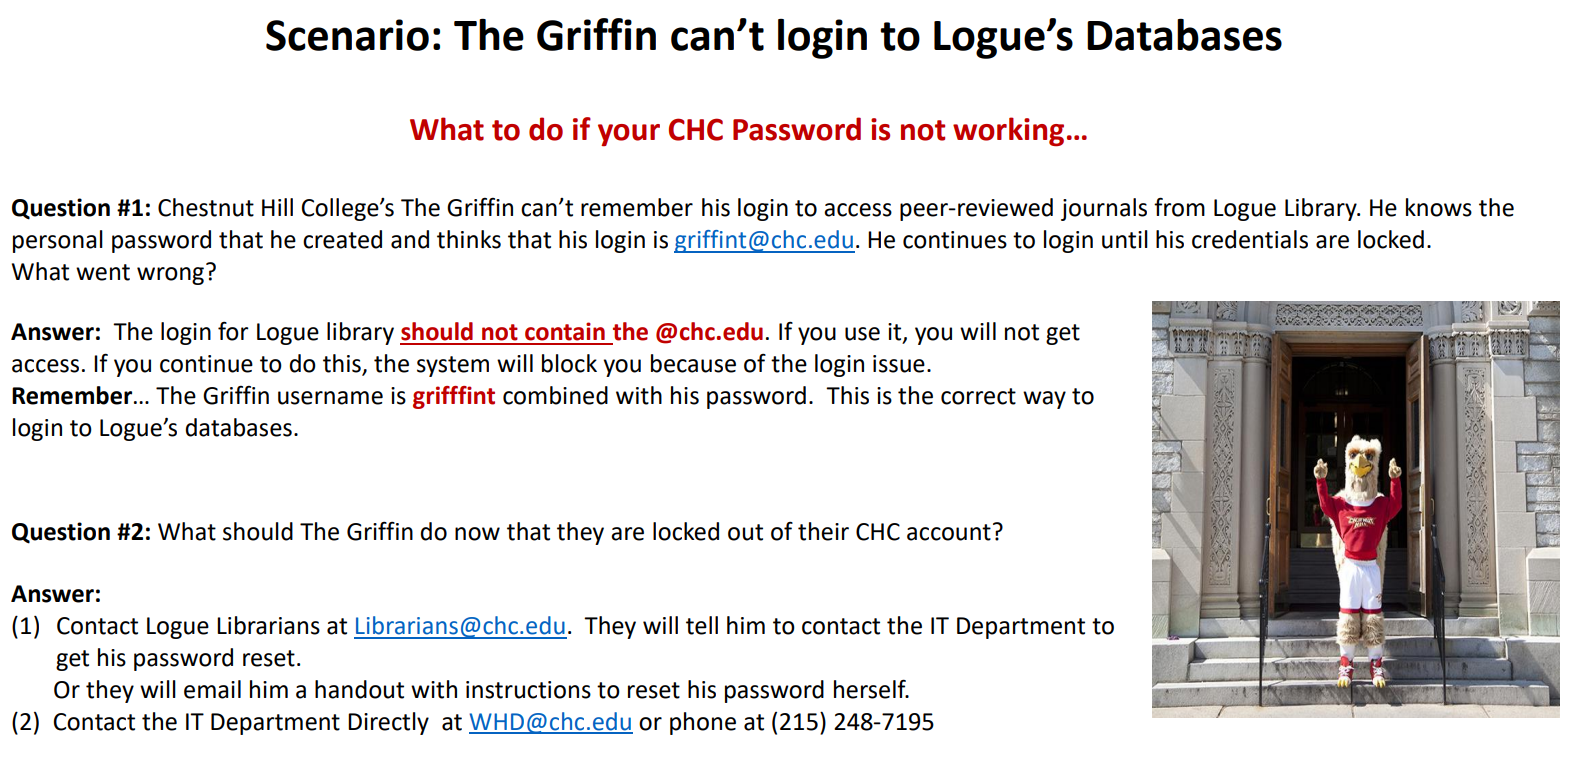 Scenario: The Griffin can’t login to Logue’s Databases
What to do if your CHC Password is not working…
Question #1: Chestnut Hill College’s The Griffin can’t remember his login to access peer-reviewed journals from Logue Library. He knows the
personal password that he created and thinks that his login is griffint@chc.edu. He continues to login until his credentials are locked.
What went wrong?
Answer: The login for Logue library should not contain the @chc.edu. If you use it, you will not get
access. If you continue to do this, the system will block you because of the login issue.
Remember… The Griffin username is grifffint combined with his password. This is the correct way to
login to Logue’s databases.
Question #2: What should The Griffin do now that they are locked out of their CHC account?
Answer:
(1) Contact Logue Librarians at Librarians@chc.edu. They will tell him to contact the IT Department to
get his password reset.
Or they will email him a handout with instructions to reset his password herself.
(2) Contact the IT Department Directly at WHD@chc.edu or phone at (215) 248-7195